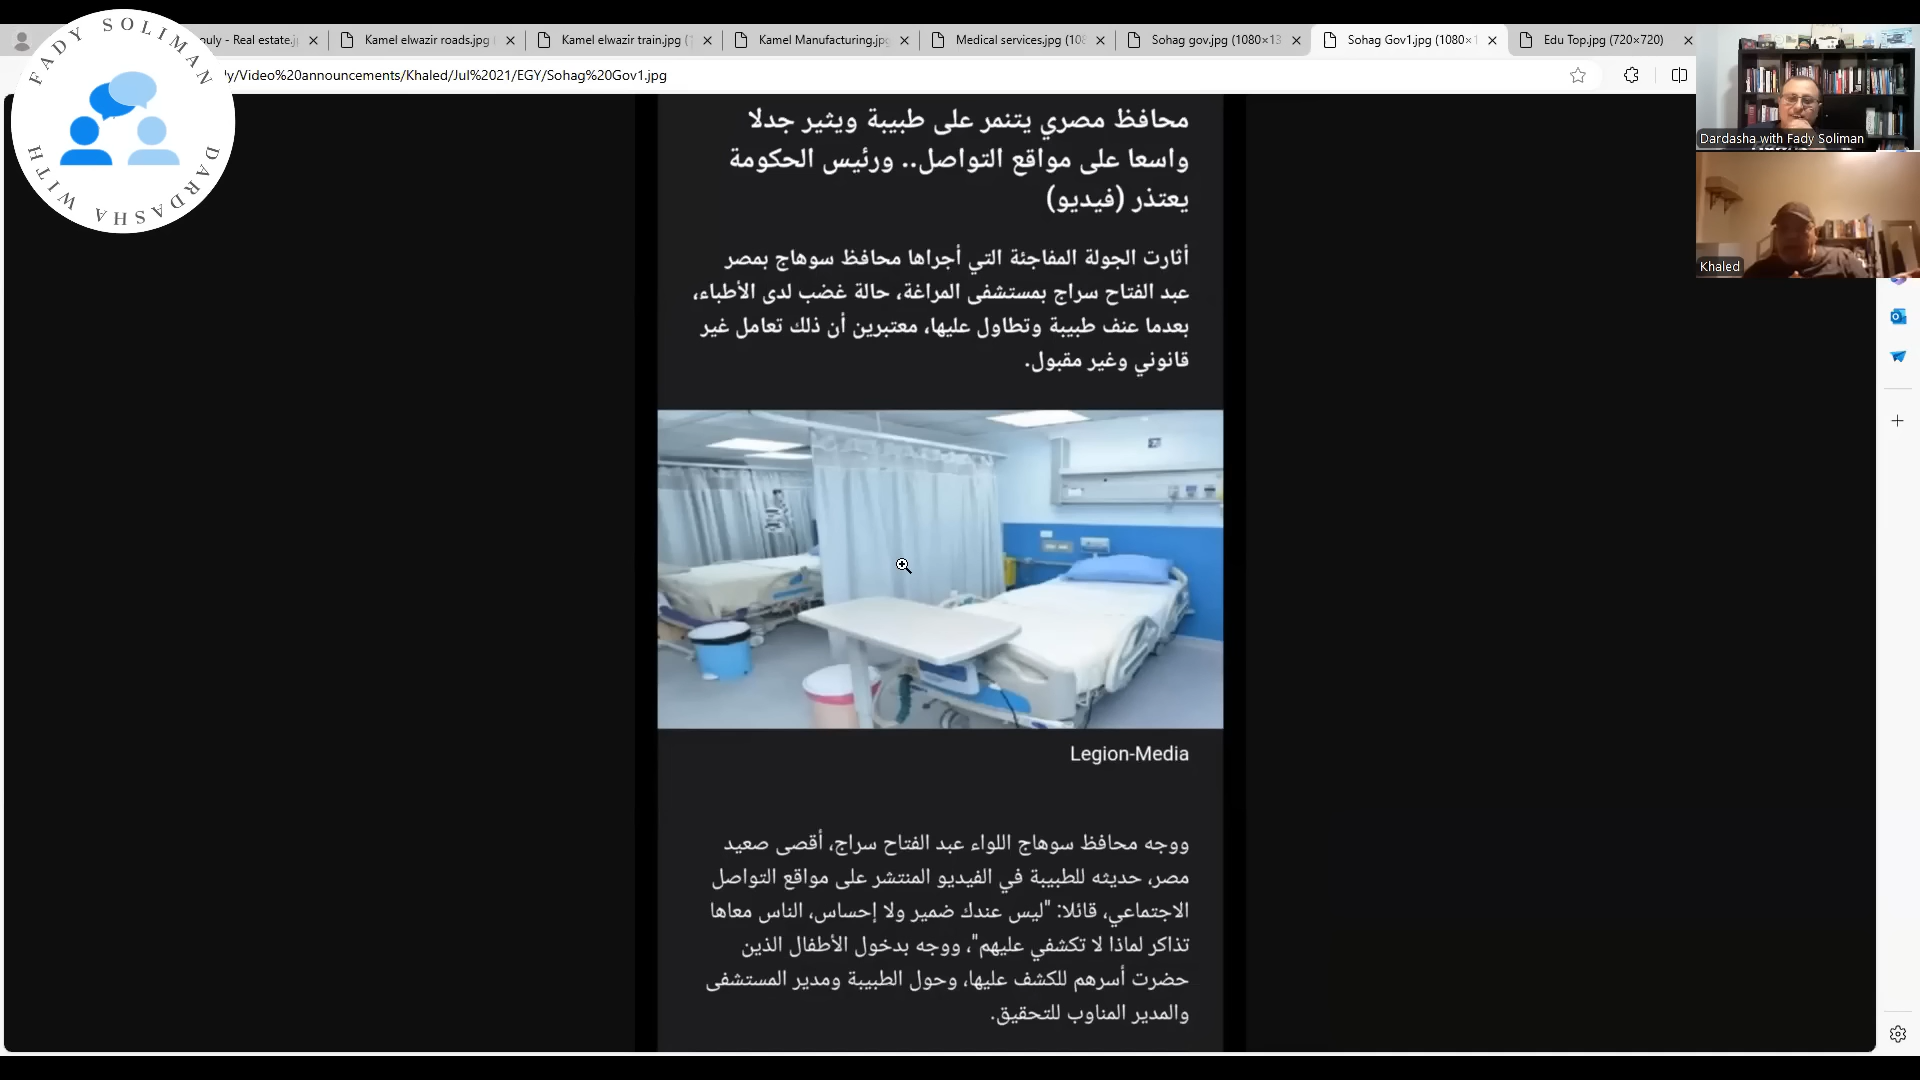 FADY SOLIMAN
DARDASHA WITH
ouly - Real estate.j
Kamel elwazir roads.jpg
Kamel elwazir train.jpg (
Kamel Manufacturing.jpg
Medical services.jpg (108
Sohag gov.jpg (1080×13
Sohag Gov1.jpg (1080×1
Edu Top.jpg (720×720)
ly/Video%20announcements/Khaled/Jul%2021/EGY/Sohag%20Gov1.jpg
Dardasha with Fady Soliman
Khaled
محافظ مصري يتنمر على طبيبة ويثير جدلا
واسعا على مواقع التواصل.. ورئيس الحكومة
يعتذر (فيديو)
أثارت الجولة المفاجئة التي أجراها محافظ سوهاج بمصر
عبد الفتاح سراج بمستشفى المراغة، حالة غضب لدى الأطباء،
بعدما عنف طبيبة وتطاول عليها، معتبرين أن ذلك تعامل غير
قانوني وغير مقبول.
Legion-Media
ووجه محافظ سوهاج اللواء عبد الفتاح سراج، أقصى صعيد
مصر، حديثه للطبيبة في الفيديو المنتشر على مواقع التواصل
الاجتماعي، قائلا: "ليس عندك ضمير ولا إحساس، الناس معاها
تذاكر لماذا لا تكشفي عليهم"، ووجه بدخول الأطفال الذين
حضرت أسرهم للكشف عليها، وحول الطبيبة ومدير المستشفى
والمدير المناوب للتحقيق.